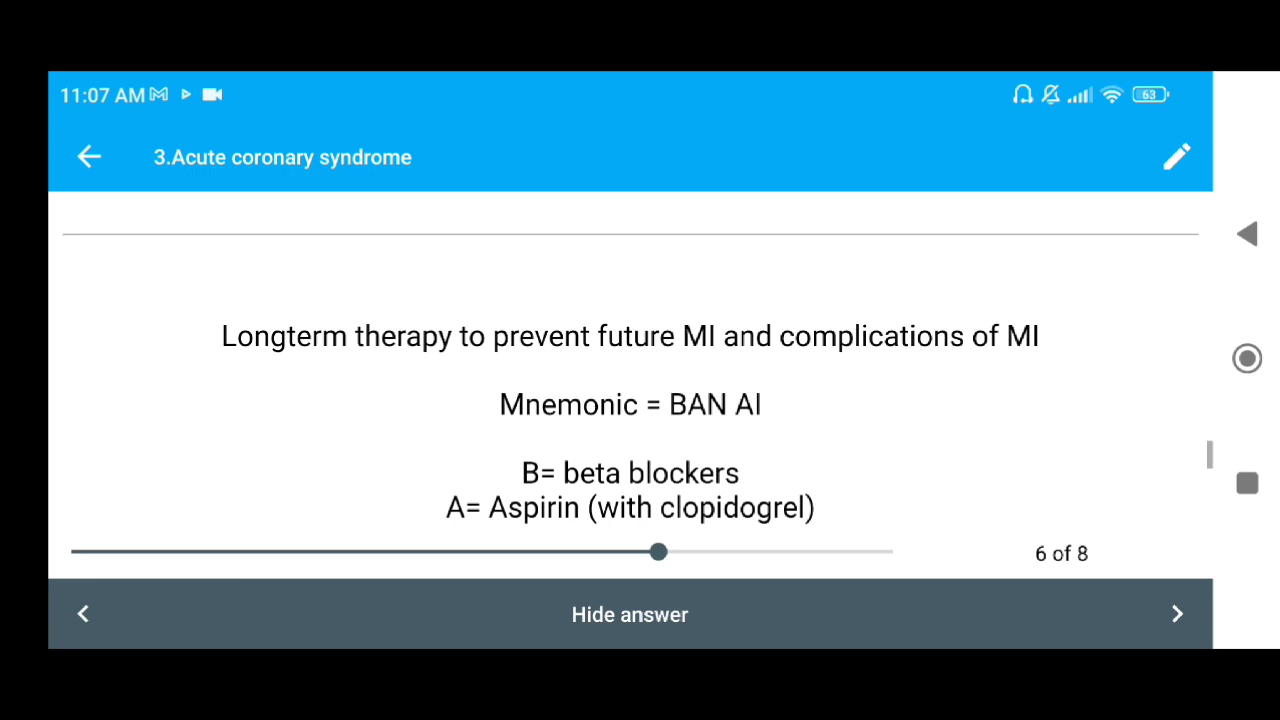 11:07 AM
63
3.Acute coronary syndrome
Longterm therapy to prevent future MI and complications of MI
Mnemonic = BAN AI
B= beta blockers
A= Aspirin (with clopidogrel)
6 of 8
Hide answer